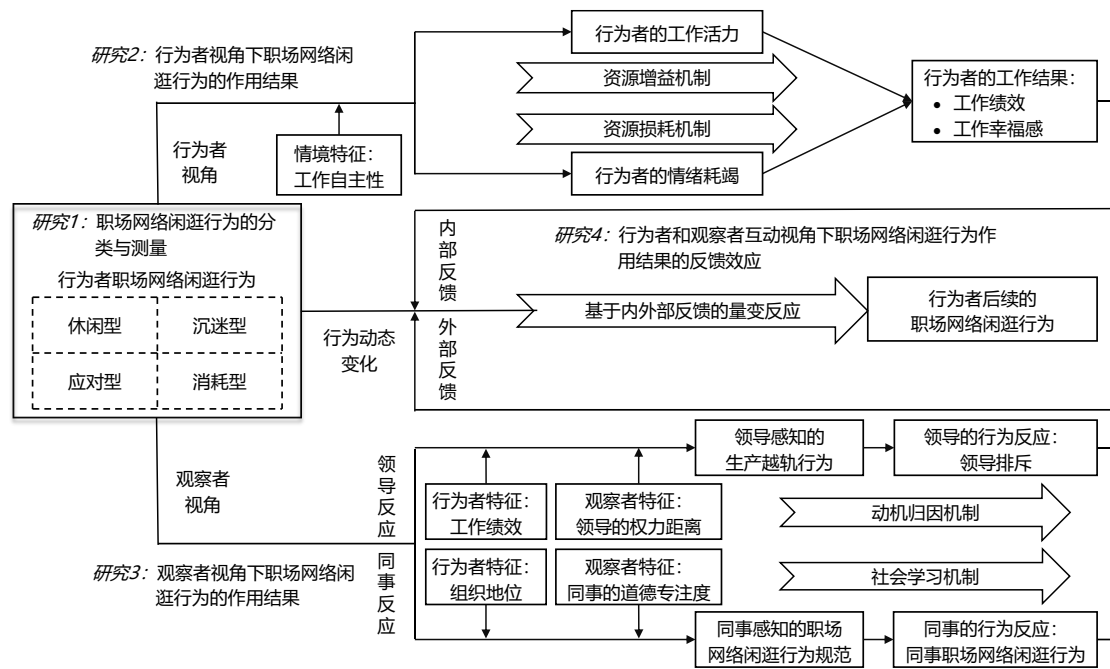 研究2：行为者视角下职场网络闲
逛行为的作用结果
行为者的工作活力
资源增益机制
资源损耗机制
行为者的情绪耗竭
行为者的工作结果：
• 工作绩效
• 工作幸福感
行为者
视角
情境特征：
工作自主性
研究1：职场网络闲逛行为的分
类与测量
行为者职场网络闲逛行为
休闲型
沉迷型
应对型
消耗型
行为动态
变化
内部反馈
外部反馈
研究4：行为者和观察者互动视角下职场网络闲逛行为作
用结果的反馈效应
基于内外部反馈的量变反应
行为者后续的
职场网络闲逛行为
观察者
视角
研究3：观察者视角下职场网络闲
逛行为的作用结果
领导反应
同事反应
行为者特征：
工作绩效
观察者特征：
领导的权力距离
行为者特征：
组织地位
观察者特征：
同事的道德专注度
领导感知的
生产越轨行为
领导的行为反应：
领导排斥
动机归因机制
社会学习机制
同事感知的职场
网络闲逛行为规范
同事的行为反应：
同事职场网络闲逛行为